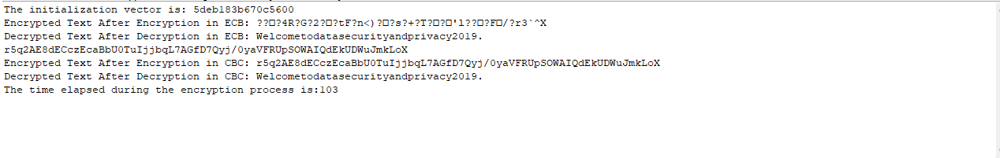 The initialization vector is: 5deb183b670c5600
Encrypted Text After Encryption in ECB: ??□?4R?G?2?□?tF?n<)?□?s?+?T?□?□'l??□?F□/?r3`^X
Decrypted Text After Decryption in ECB: Welcometodatasecurityandprivacy2019.
r5q2AE8dECczEcaBbU0TuIjjbqL7AGfD7Qyj/0yaVFRUpSOWAIQdEkUDWuJmkLoX
Encrypted Text After Encryption in CBC: r5q2AE8dECczEcaBbU0TuIjjbqL7AGfD7Qyj/0yaVFRUpSOWAIQdEkUDWuJmkLoX
Decrypted Text After Decryption in CBC: Welcometodatasecurityandprivacy2019.
The time elapsed during the encryption process is:103